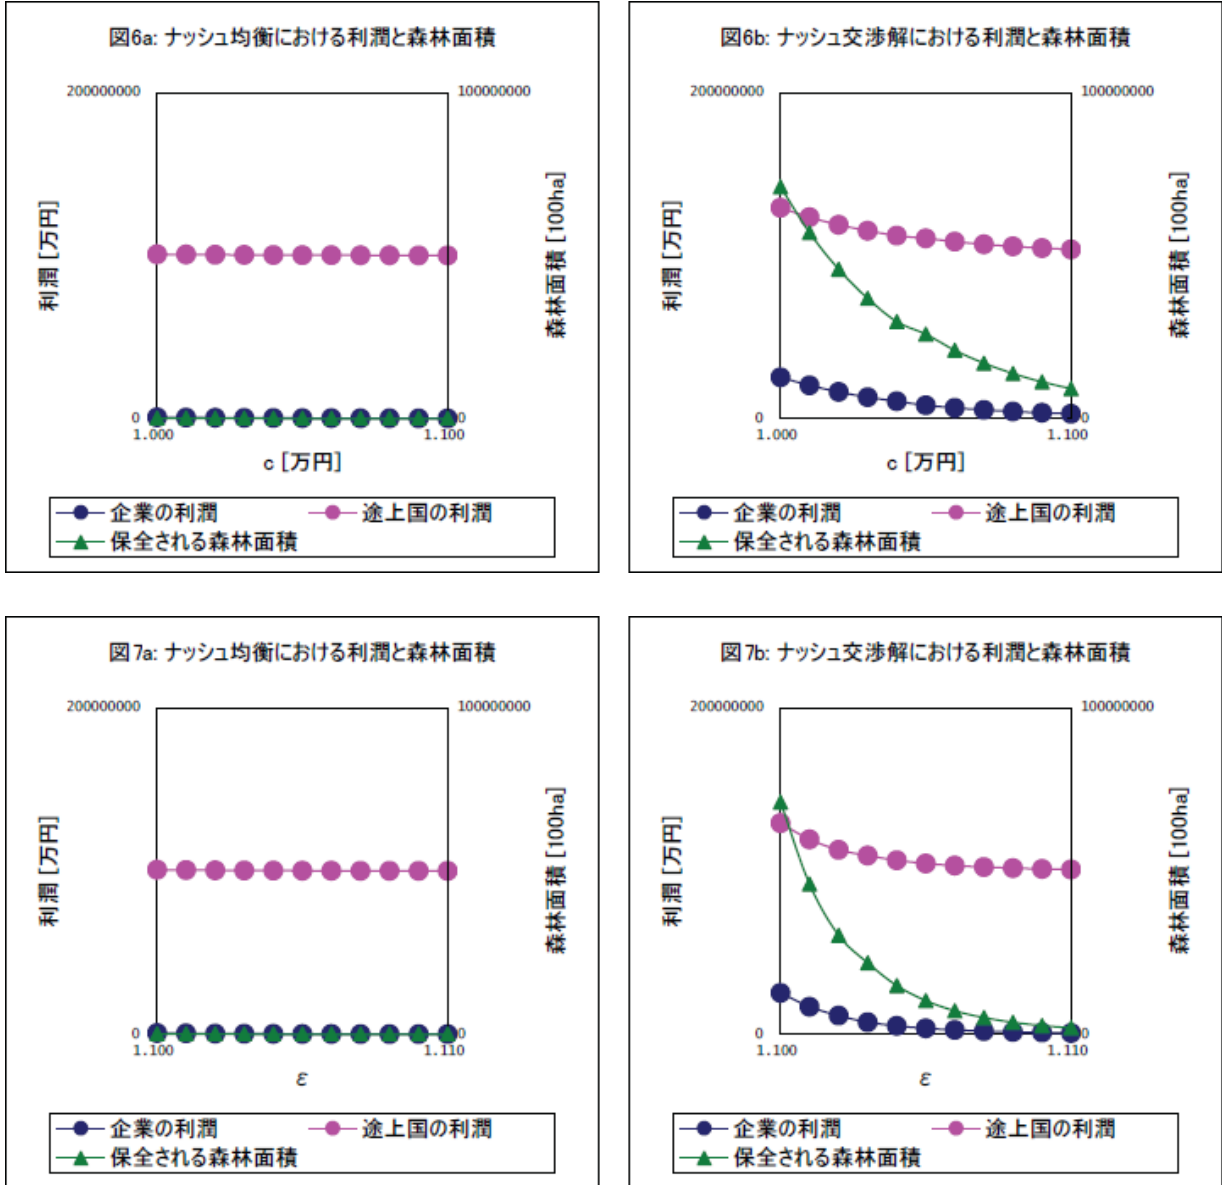 図6a: ナッシュ均衡における利潤と森林面積
200000000
100000000
利潤 [万円]
森林面積 [100ha]
0
0
1.000
1.100
c [万円]
企業の利潤
途上国の利潤
保全される森林面積
図6b: ナッシュ交渉解における利潤と森林面積
200000000
100000000
利潤 [万円]
森林面積 [100ha]
0
0
1.000
1.100
c [万円]
企業の利潤
途上国の利潤
保全される森林面積
図7a: ナッシュ均衡における利潤と森林面積
200000000
100000000
利潤 [万円]
森林面積 [100ha]
0
0
1.100
1.110
ε
企業の利潤
途上国の利潤
保全される森林面積
図7b: ナッシュ交渉解における利潤と森林面積
200000000
100000000
利潤 [万円]
森林面積 [100ha]
0
0
1.100
1.110
ε
企業の利潤
途上国の利潤
保全される森林面積